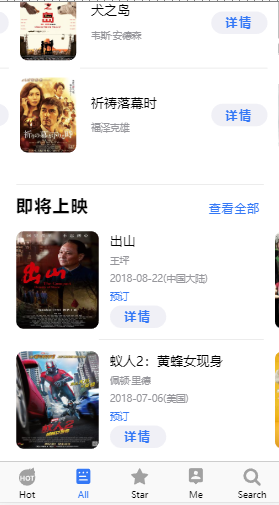 犬之岛
详情
韦斯·安德森
祈祷落幕时
详情
福泽克雄
即将上映
查看全部
出山
王坪
2018-08-22(中国大陆)
预订
详情
蚁人2：黄蜂女现身
佩顿·里德
2018-07-06(美国)
预订
详情
HOT
Hot
All
Star
Me
Search